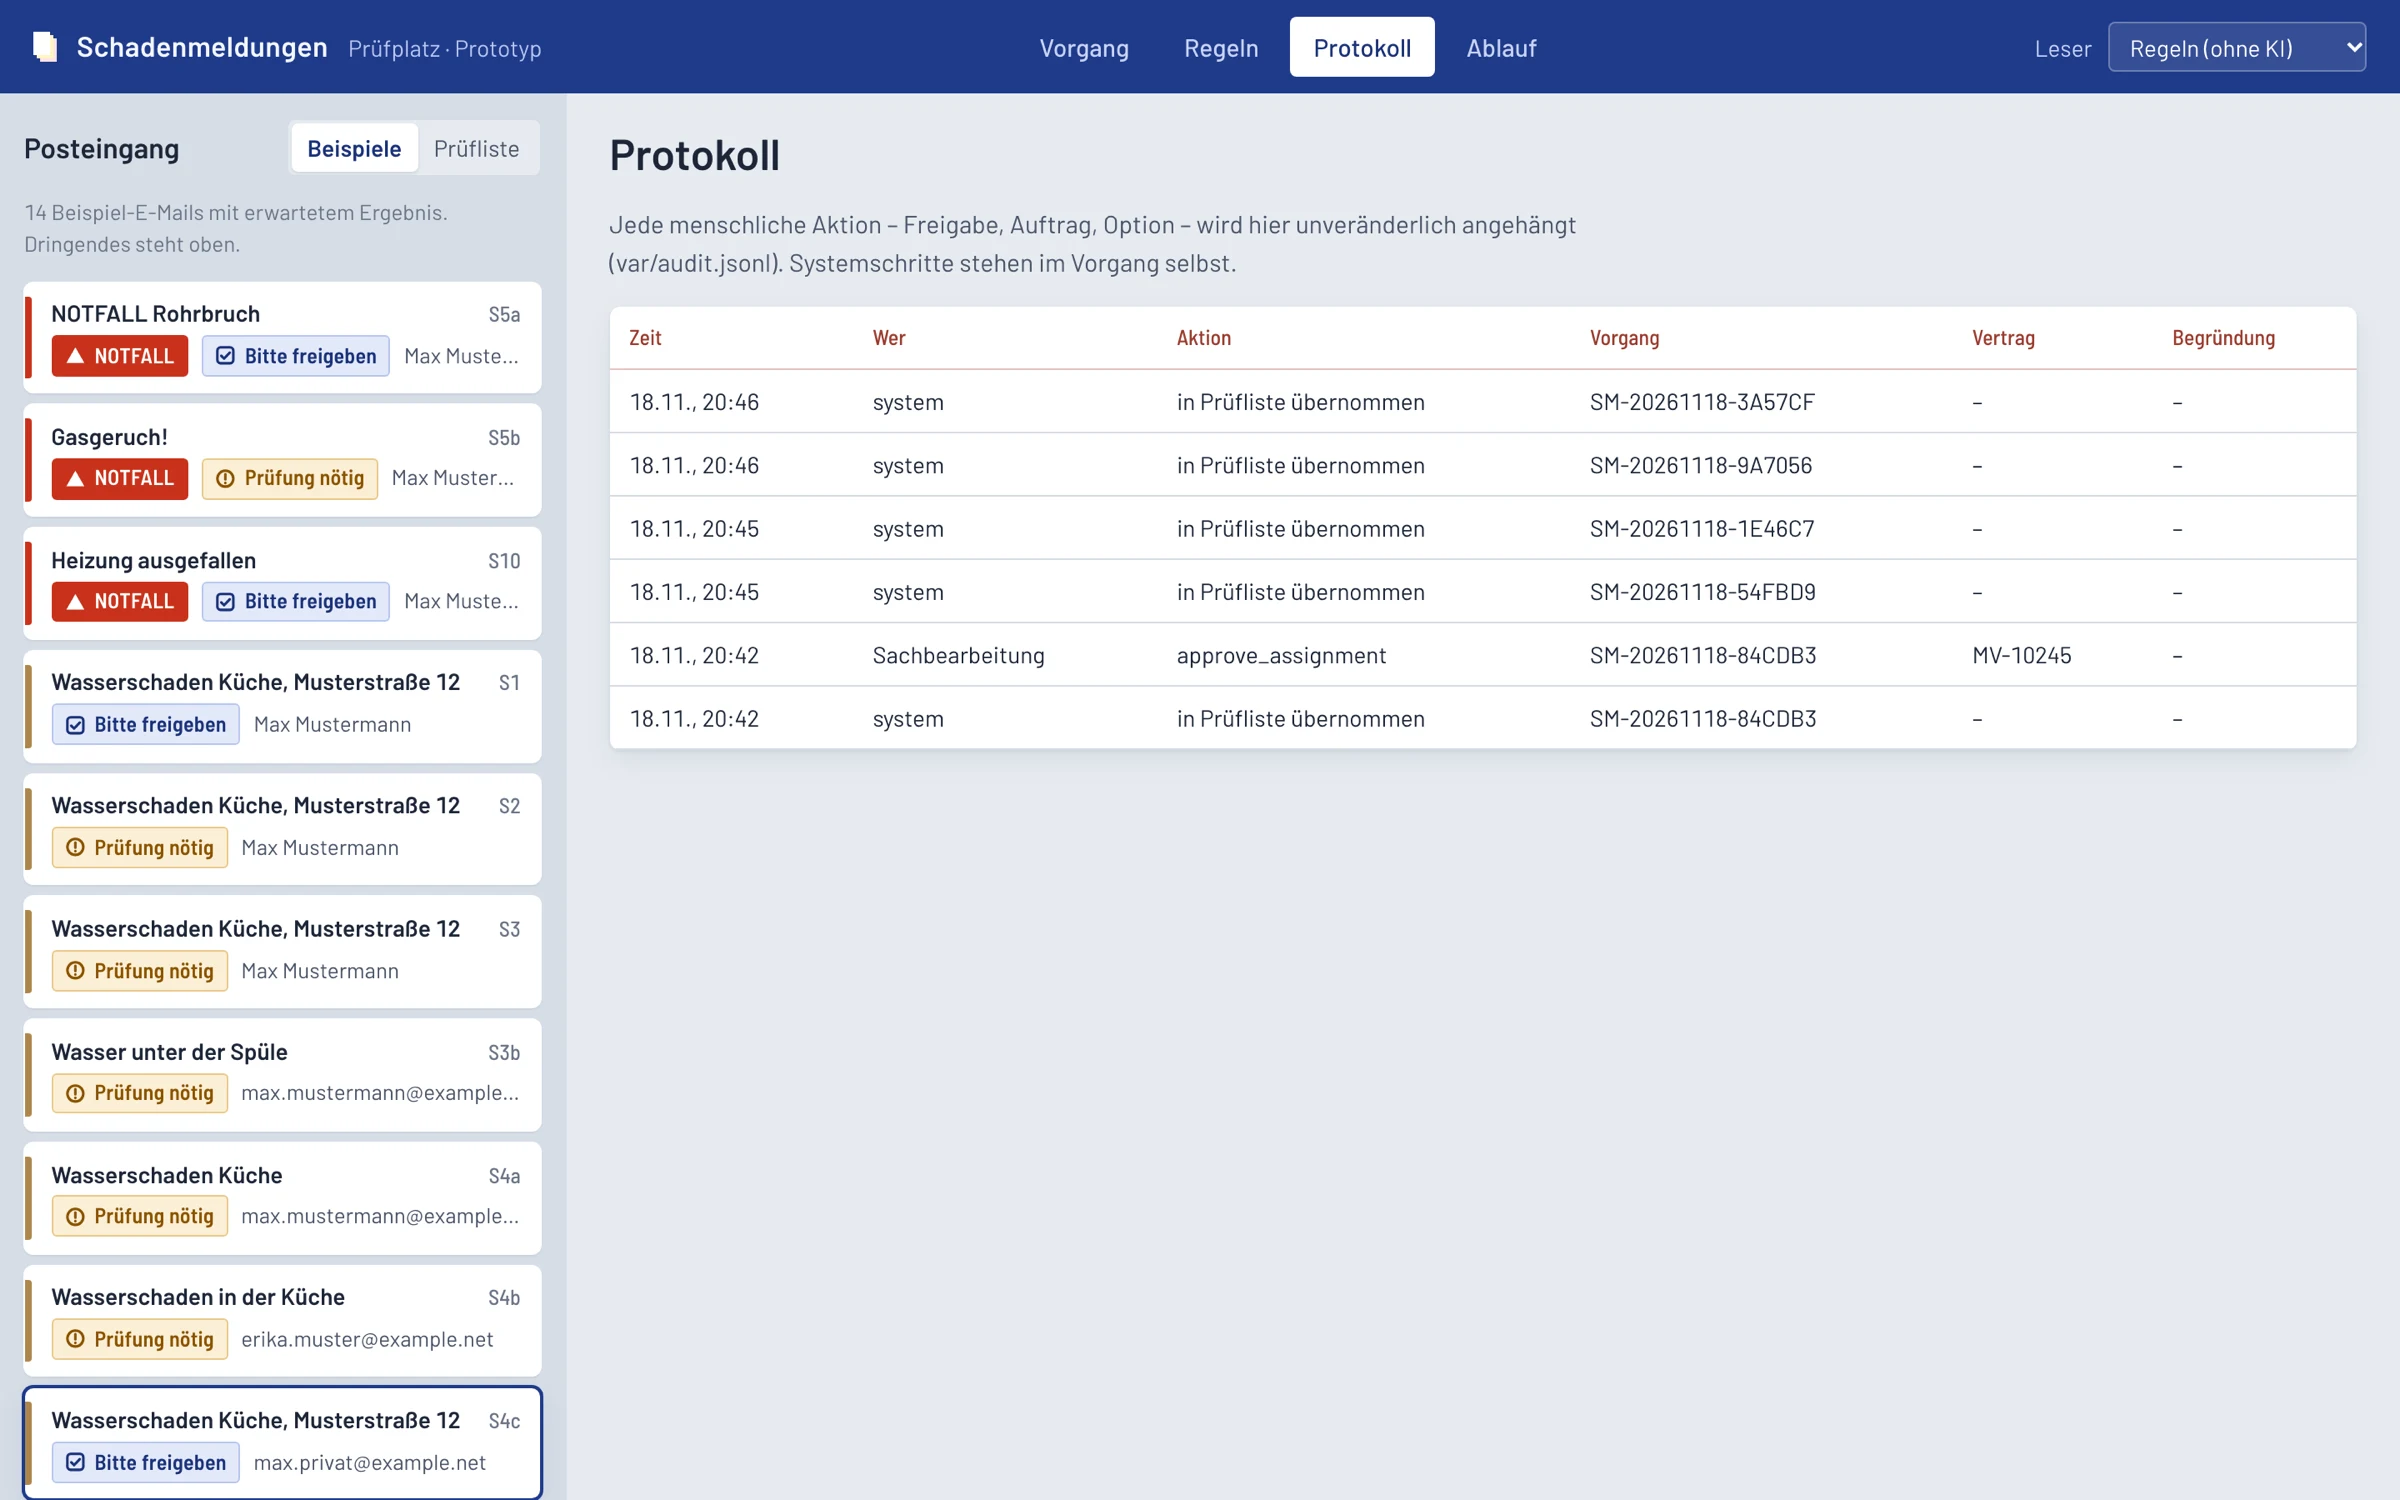 Schadenmeldungen Prüfplatz · Prototyp
Vorgang Regeln Protokoll Ablauf
Leser Regeln (ohne KI)
Posteingang
Beispiele Prüfliste
14 Beispiel-E-Mails mit erwartetem Ergebnis.
Dringendes steht oben.
NOTFALL Rohrbruch S5a
NOTFALL Bitte freigeben Max Muste...
Gasgeruch! S5b
NOTFALL Prüfung nötig Max Muster...
Heizung ausgefallen S10
NOTFALL Bitte freigeben Max Muste...
Wasserschaden Küche, Musterstraße 12 S1
Bitte freigeben Max Mustermann
Wasserschaden Küche, Musterstraße 12 S2
Prüfung nötig Max Mustermann
Wasserschaden Küche, Musterstraße 12 S3
Prüfung nötig Max Mustermann
Wasser unter der Spüle S3b
Prüfung nötig max.mustermann@example...
Wasserschaden Küche S4a
Prüfung nötig max.mustermann@example...
Wasserschaden in der Küche S4b
Prüfung nötig erika.muster@example.net
Wasserschaden Küche, Musterstraße 12 S4c
Bitte freigeben max.privat@example.net
Protokoll
Jede menschliche Aktion – Freigabe, Auftrag, Option – wird hier unveränderlich angehängt
(var/audit.jsonl). Systemschritte stehen im Vorgang selbst.
Zeit Wer Aktion Vorgang Vertrag Begründung
18.11., 20:46 system in Prüfliste übernommen SM-20261118-3A57CF – –
18.11., 20:46 system in Prüfliste übernommen SM-20261118-9A7056 – –
18.11., 20:45 system in Prüfliste übernommen SM-20261118-1E46C7 – –
18.11., 20:45 system in Prüfliste übernommen SM-20261118-54FBD9 – –
18.11., 20:42 Sachbearbeitung approve_assignment SM-20261118-84CDB3 MV-10245 –
18.11., 20:42 system in Prüfliste übernommen SM-20261118-84CDB3 – –